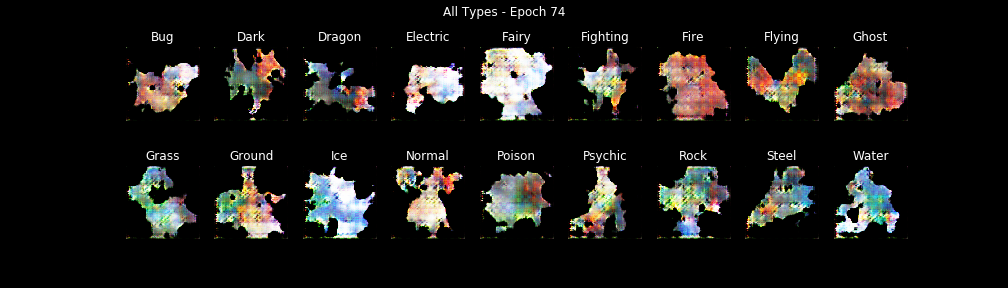 All Types - Epoch 74
Bug Dark Dragon Electric Fairy Fighting Fire Flying Ghost
Grass Ground Ice Normal Poison Psychic Rock Steel Water